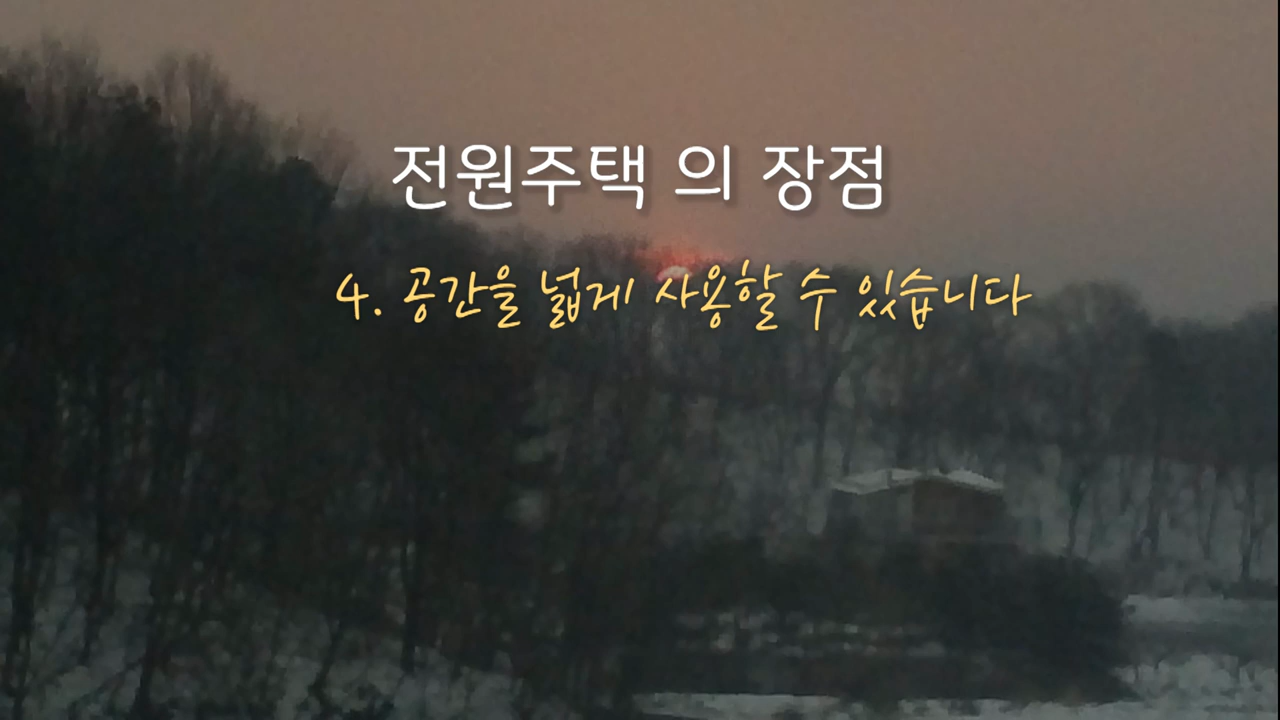 전원주택 의 장점
4. 공간을 넓게 사용할 수 있습니다